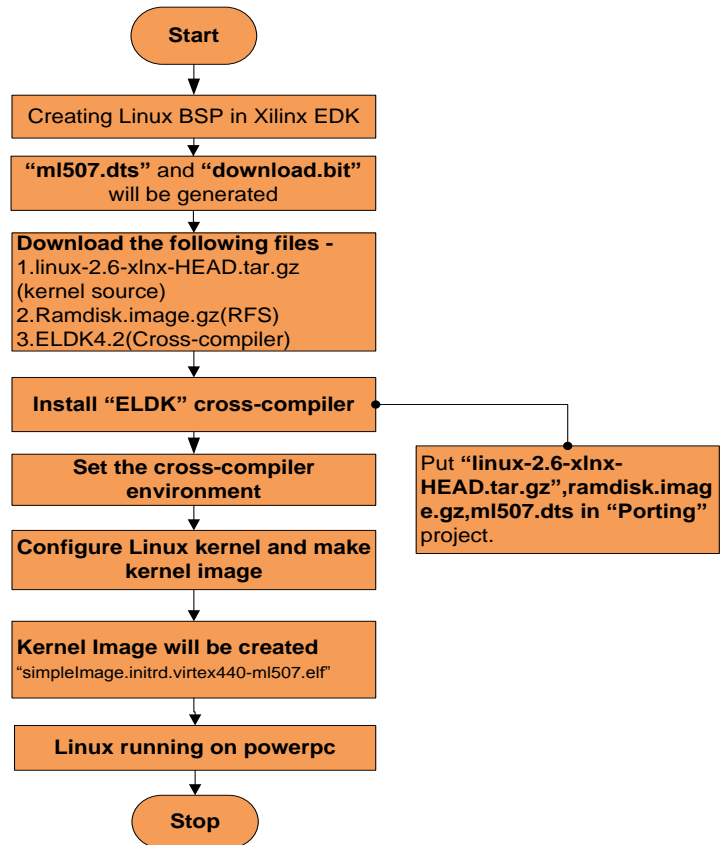 Start
Creating Linux BSP in Xilinx EDK
“ml507.dts” and “download.bit”
will be generated
Download the following files -
1.linux-2.6-xlnx-HEAD.tar.gz
(kernel source)
2.Ramdisk.image.gz(RFS)
3.ELDK4.2(Cross-compiler)
Install “ELDK” cross-compiler
Put “linux-2.6-xlnx-
HEAD.tar.gz”,ramdisk.imag
e.gz,ml507.dts in “Porting”
project.
Set the cross-compiler
environment
Configure Linux kernel and make
kernel image
Kernel Image will be created
“simpleImage.initrd.virtex440-ml507.elf”
Linux running on powerpc
Stop